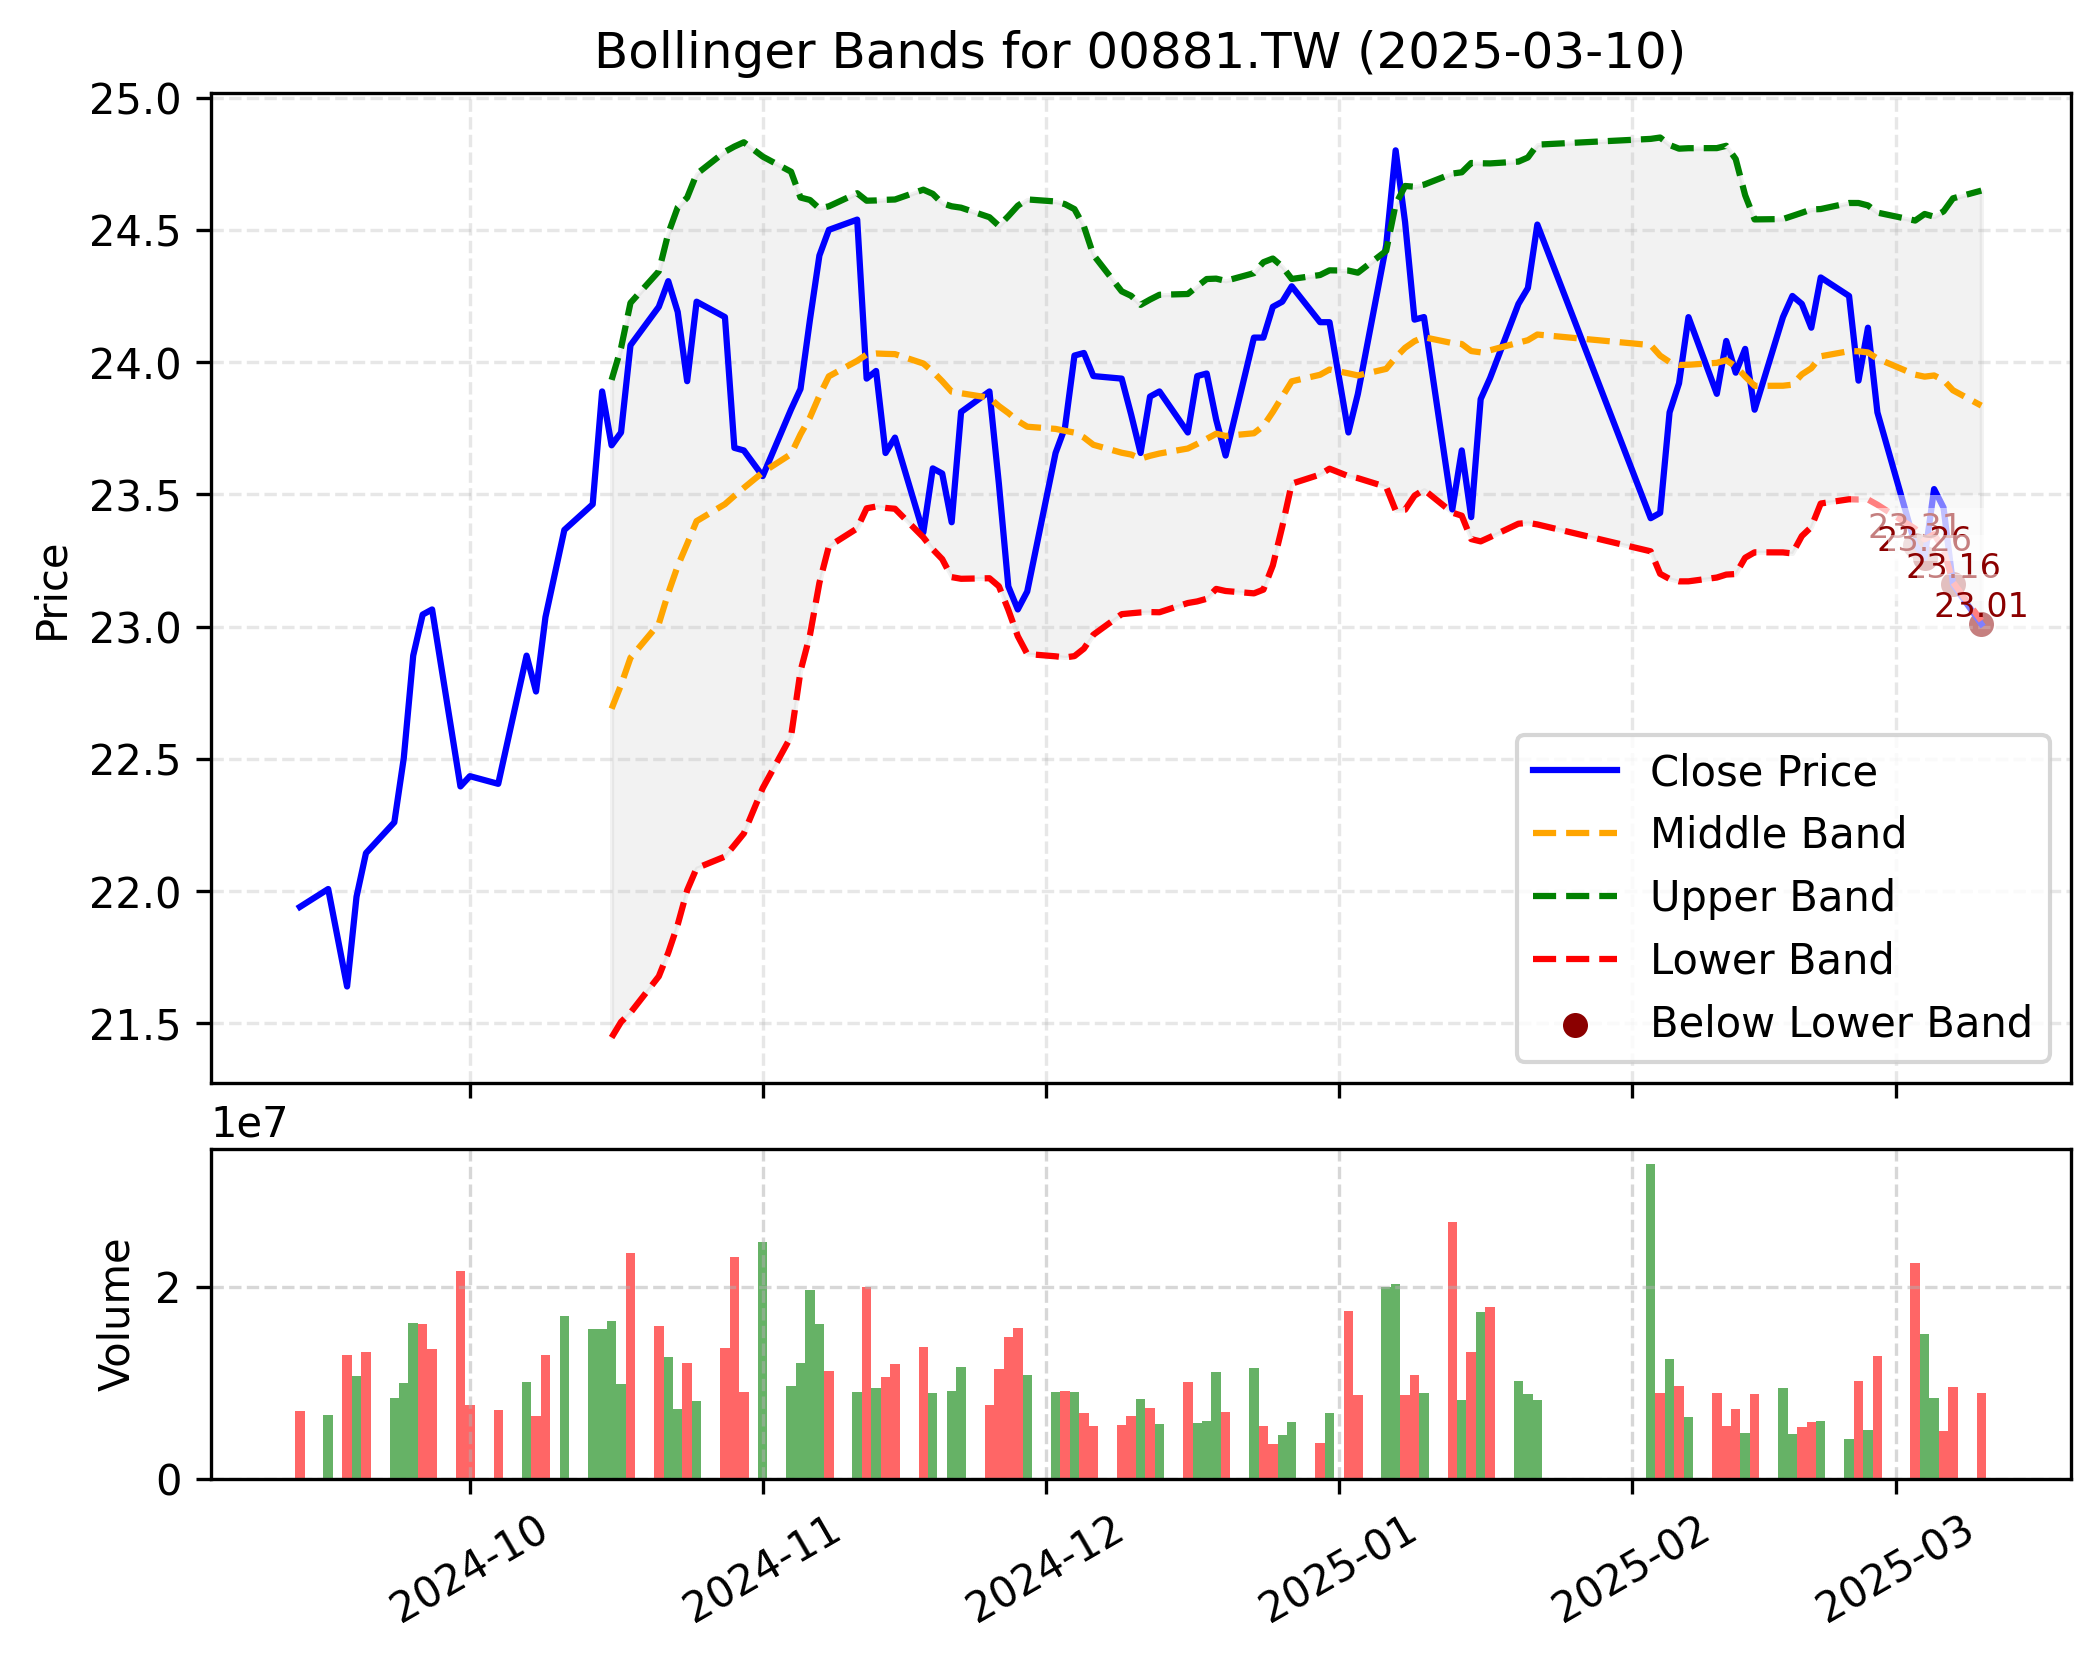 Bollinger Bands for 00881.TW (2025-03-10)
25.0
24.5
24.0
23.5
23.0
22.5
22.0
21.5
Price
23.31
23.26
23.16
23.01
Close Price
Middle Band
Upper Band
Lower Band
Below Lower Band
1e7
2
0
Volume
2024-10
2024-11
2024-12
2025-01
2025-02
2025-03